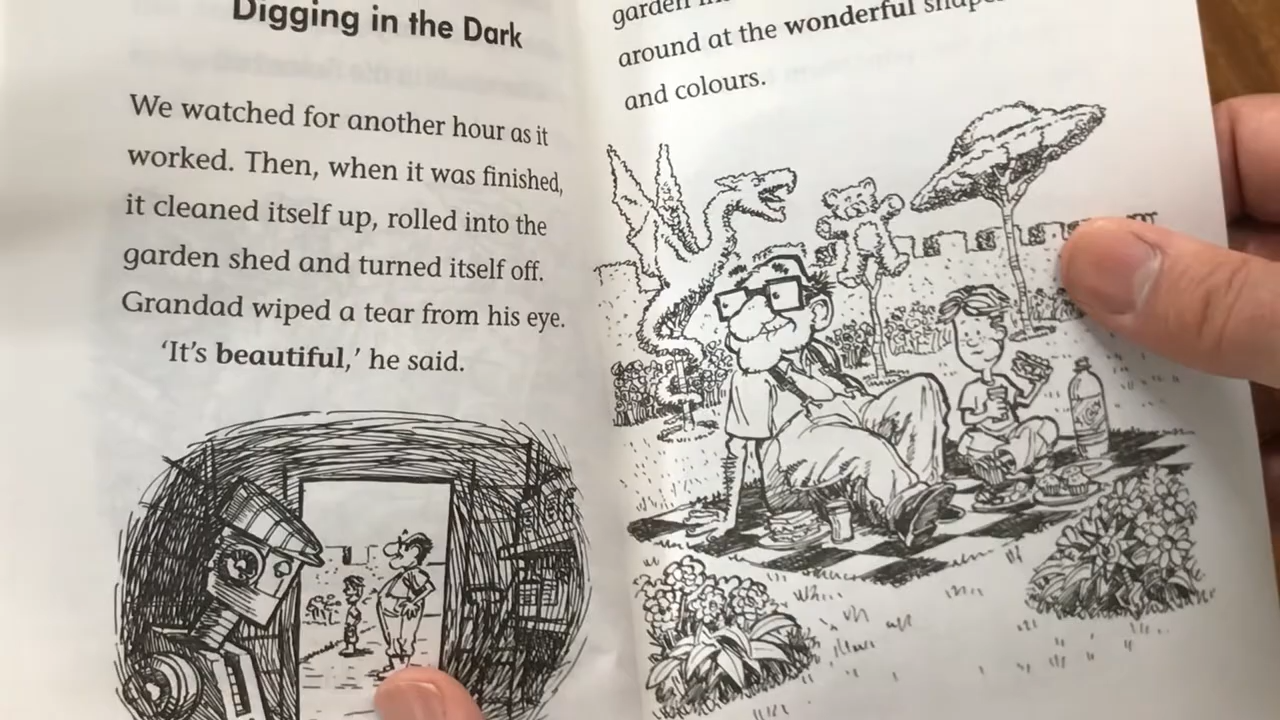 Digging in the Dark
We watched for another hour as it
worked. Then, when it was finished,
it cleaned itself up, rolled into the
garden shed and turned itself off.
Grandad wiped a tear from his eye.
‘It’s beautiful,’ he said.
garden
around at the wonderful
and colours.